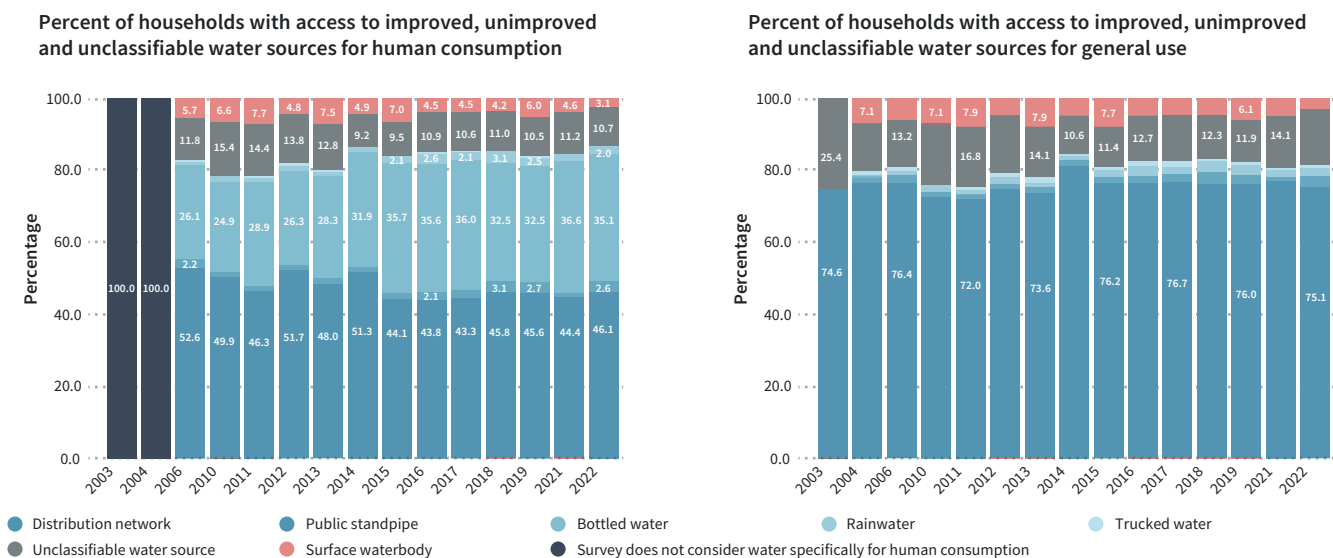 Percent of households with access to improved, unimproved
and unclassifiable water sources for human consumption
Percentage
100.0
80.0
60.0
40.0
20.0
0.0
100.0 100.0
5.7 6.6 7.7 4.8 7.5 4.9 7.0 4.5 4.5 4.2 6.0 4.6 3.1
11.8 15.4 14.4 13.8 12.8 9.2 9.5 10.9 10.6 11.0 10.5 11.2 10.7
2.1 2.6 2.1 3.1 2.5 2.0
26.1 24.9 28.9 26.3 28.3 31.9 35.7 35.6 36.0 32.5 32.5 36.6 35.1
2.2 2.1 3.1 2.7 2.6
52.6 49.9 46.3 51.7 48.0 51.3 44.1 43.8 43.3 45.8 45.6 44.4 46.1
2003 2004 2006 2010 2011 2012 2013 2014 2015 2016 2017 2018 2019 2021 2022
Percent of households with access to improved, unimproved
and unclassifiable water sources for general use
Percentage
100.0
80.0
60.0
40.0
20.0
0.0
7.1 7.1 7.9 7.9 7.7 6.1
25.4 13.2 16.8 14.1 10.6 11.4 12.7 12.3 11.9 14.1
74.6 76.4 72.0 73.6 76.2 76.7 76.0 75.1
2003 2004 2006 2010 2011 2012 2013 2014 2015 2016 2017 2018 2019 2021 2022
Distribution network
Public standpipe
Bottled water
Rainwater
Trucked water
Unclassifiable water source
Surface waterbody
Survey does not consider water specifically for human consumption